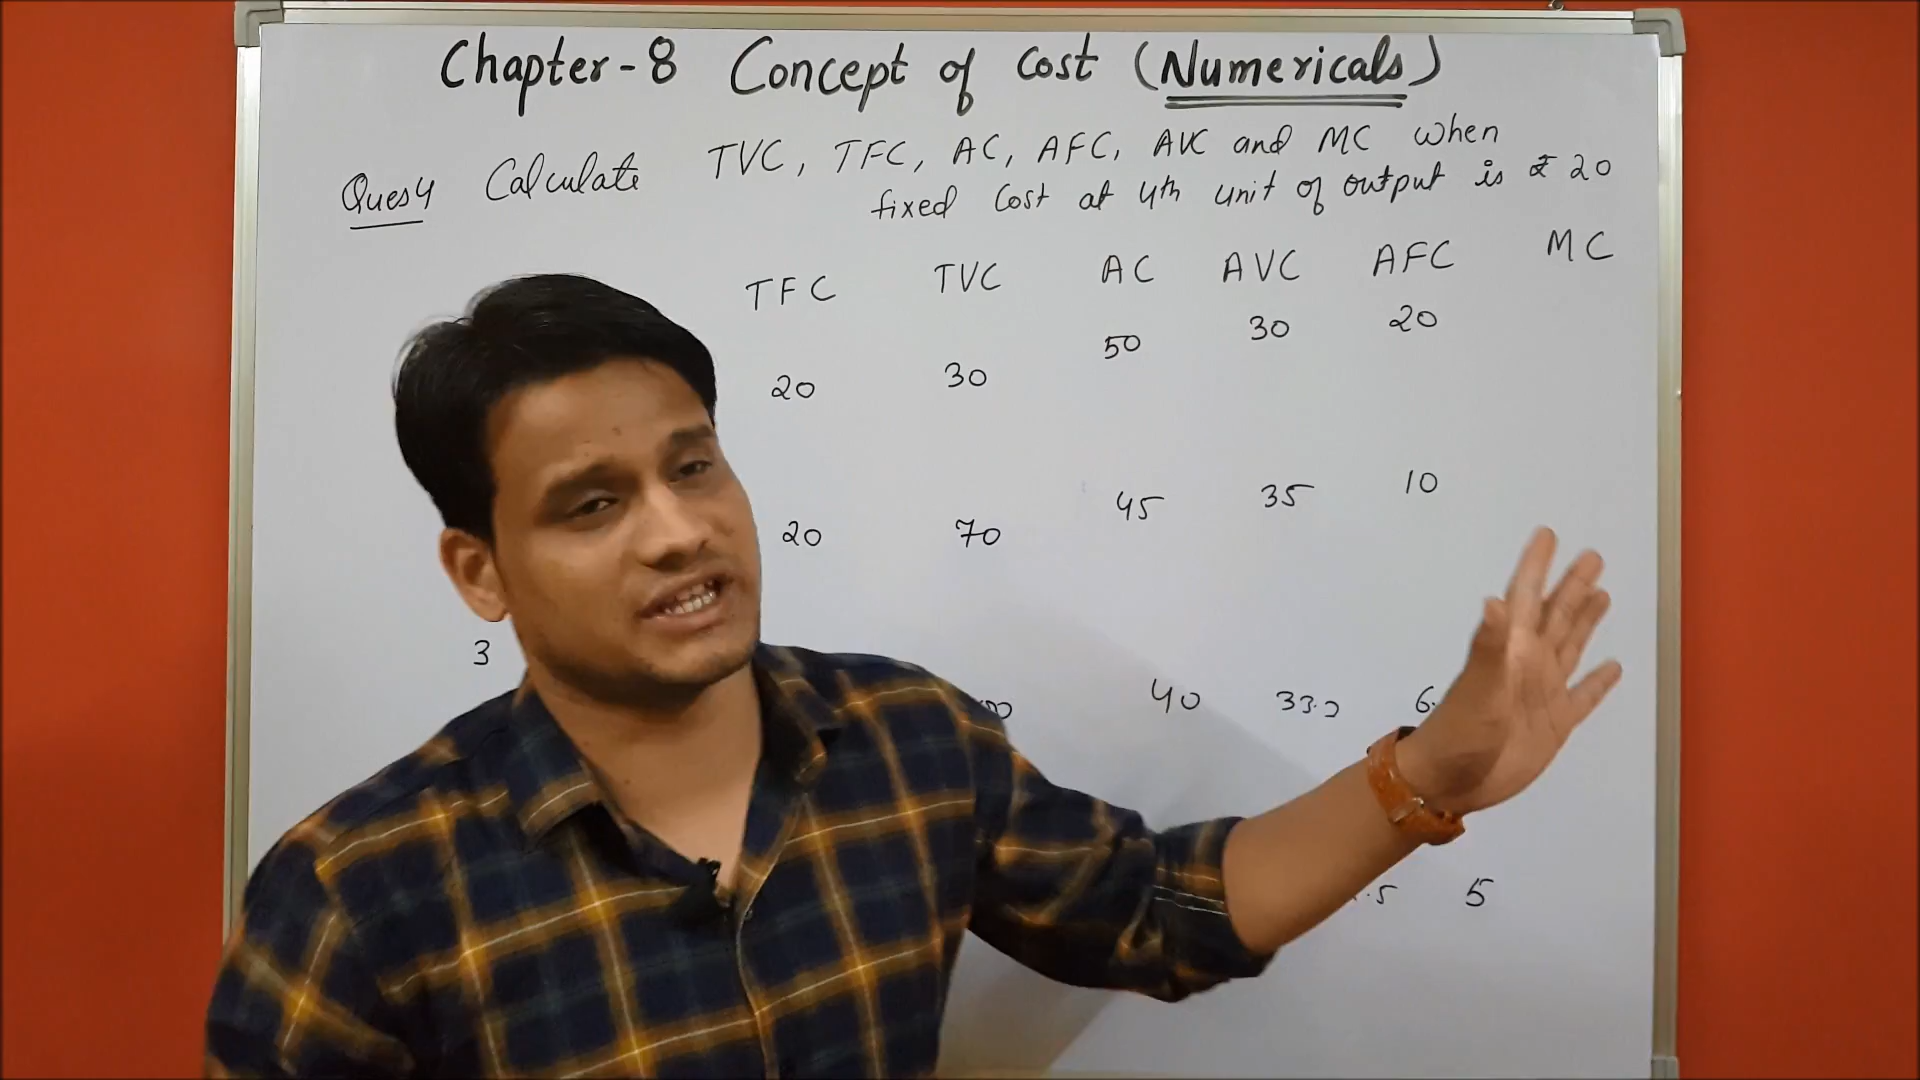 Chapter-8 Concept of Cost (Numericals)
Ques4 Calculate TVC, TFC, AC, AFC, AVC and MC when
fixed Cost at 4th unit of output is ₹ 20
TFC TVC AC AVC AFC MC
20 30 50 30 20
20 70 45 35 10
3 40 33.3 6.
.5 5